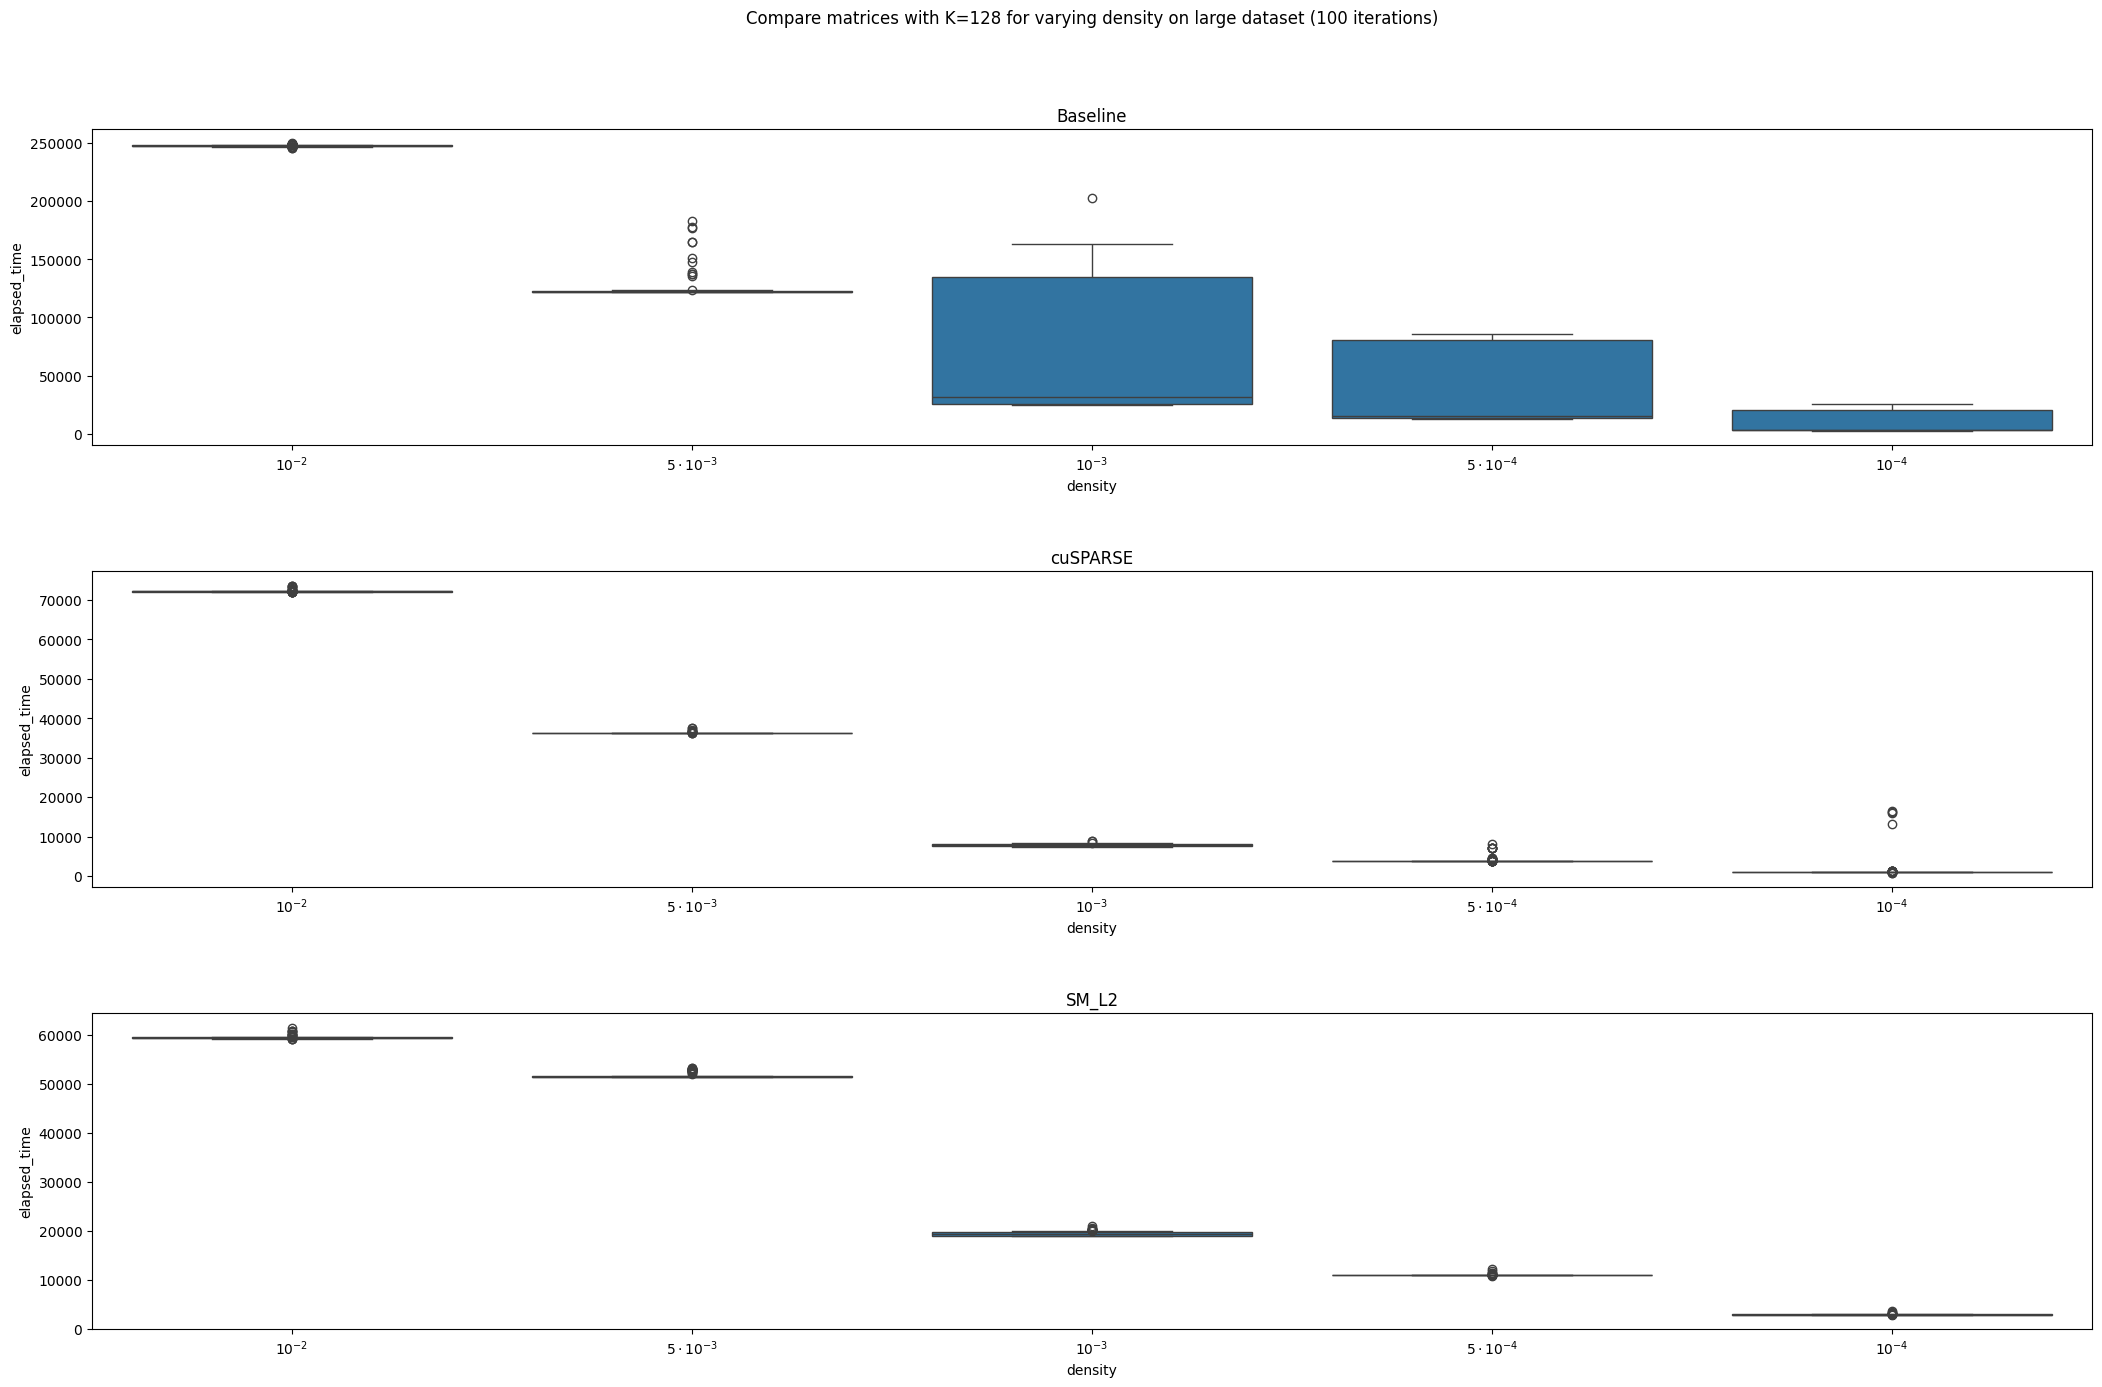 Compare matrices with K=128 for varying density on large dataset (100 iterations)
Baseline
elapsed_time
250000
200000
150000
100000
50000
0
10⁻² 5·10⁻³ 10⁻³ 5·10⁻⁴ 10⁻⁴
density
cuSPARSE
elapsed_time
70000
60000
50000
40000
30000
20000
10000
0
10⁻² 5·10⁻³ 10⁻³ 5·10⁻⁴ 10⁻⁴
density
SM_L2
elapsed_time
60000
50000
40000
30000
20000
10000
0
10⁻² 5·10⁻³ 10⁻³ 5·10⁻⁴ 10⁻⁴
density